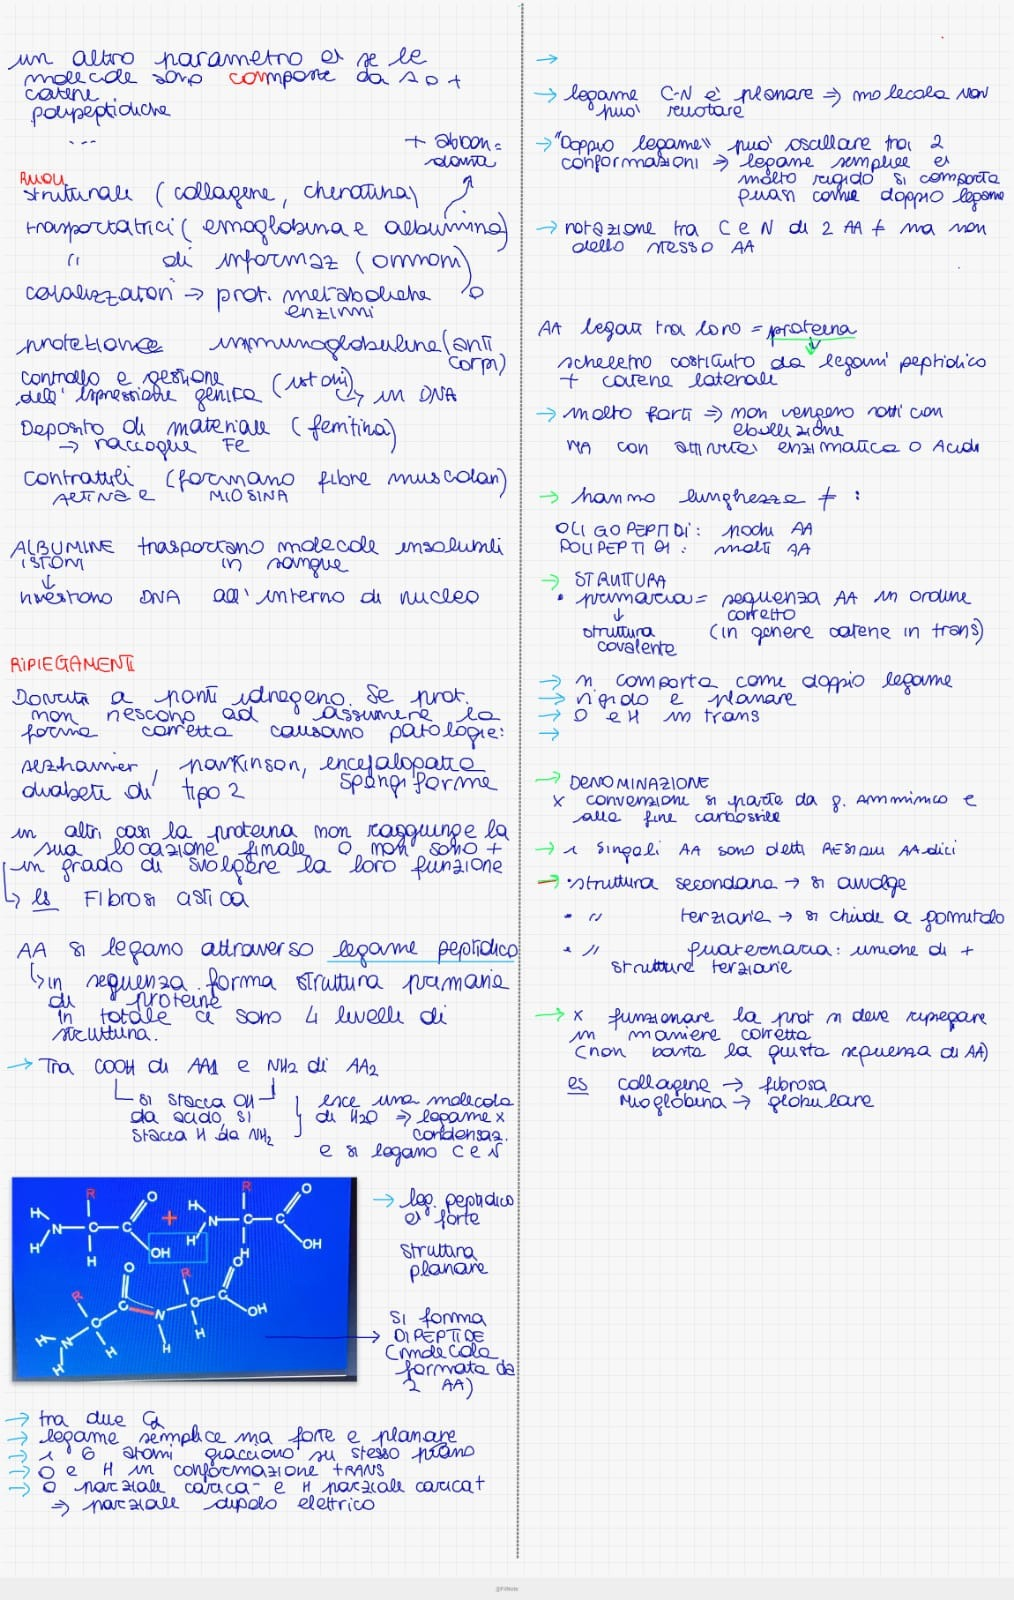 un altro parametro è se le
molecole sono composte da 1 o +
catene
polipeptidiche
...
+ abbon=
danta
RUOLI
strutturale (collagene, cheratina)
trasportatrici (emoglobina e albumina)
" di informaz (ormoni)
catalizzatori → prot. metaboliche
enzimi
protezione immunoglobuline (anti
corpi)
controllo e gestione
dell'espressione genica (istoni)
↳ in DNA
Deposito di materiale (ferritina)
→ raccoglie Fe
Contrattili (formano fibre muscolari)
ACTINA e MIOSINA
ALBUMINE trasportano molecole insolubili
in sangue
ISTONI
↓
rivestono DNA all'interno di nucleo
RIPIEGAMENTI
Dovuti a ponti idrogeno. Se prot.
non riescono ad assumere la
forma corretta causano patologie:
alzhaimer, parkinson, encefalopatia
spongiforme
diabete di tipo 2
in altri casi la proteina non raggiunge la
sua locazione finale o non sono +
in grado di svolgere la loro funzione
↳ es Fibrosi cistica
AA si legano attraverso legame peptidico
↳ in sequenza forma struttura primaria
di proteine
in totale ci sono 4 livelli di
struttura.
→ Tra COOH di AA1 e NH2 di AA2
si stacca OH
da acido, si
stacca H da NH2
esce una molecola
di H2O ⇒ legame x
condensaz.
e si legano C e N
R O R O
H N C C + H N C C
H H OH H H OH
O R O
R C N C C OH
H N C H H H
H
→ leg. peptidico
è forte
struttura
planare
si forma
DIPEPTIDE
(molecola
formata da
2 AA)
→ tra due Cα
→ legame semplice ma forte e planare
→ i 6 atomi giacciono su stesso piano
→ O e H in conformazione TRANS
→ O parziale carica - e H parziale carica +
⇒ parziale dipolo elettrico
→
→ legame C-N è planare ⇒ molecola non
può ruotare
→ "Doppio legame" può oscillare tra 2
conformazioni → legame semplice è
molto rigido si comporta
quasi come doppio legame
→ rotazione tra C e N di 2 AA ≠ ma non
dello stesso AA
AA legati tra loro = proteina
scheletro costituito da legami peptidico
+ catene laterale
→ molto forti ⇒ non vengono rotti con
ebollizione
MA con attività enzimatica o Acidi
→ hanno lunghezze ≠ :
OLIGOPEPTIDI: pochi AA
POLIPEPTIDI: molti AA
→ STRUTTURA
• primaria = sequenza AA in ordine
corretto
↓
struttura
covalente
(in genere catene in trans)
→ si comporta come doppio legame
→ rigido e planare
→ O e H in trans
→
→ DENOMINAZIONE
x convenzione si parte da g. Amminico e
alla fine carbossile
→ i singoli AA sono detti RESIDUI AAdici
→ • struttura secondaria → si avvolge
• " terziaria → si chiude a gomitolo
• " quaternaria: unione di +
strutture terziarie
→ x funzionare la prot si deve ripiegare
in maniera corretta
(non basta la giusta sequenza di AA)
es collagene → fibrosa
Mioglobina → globulare